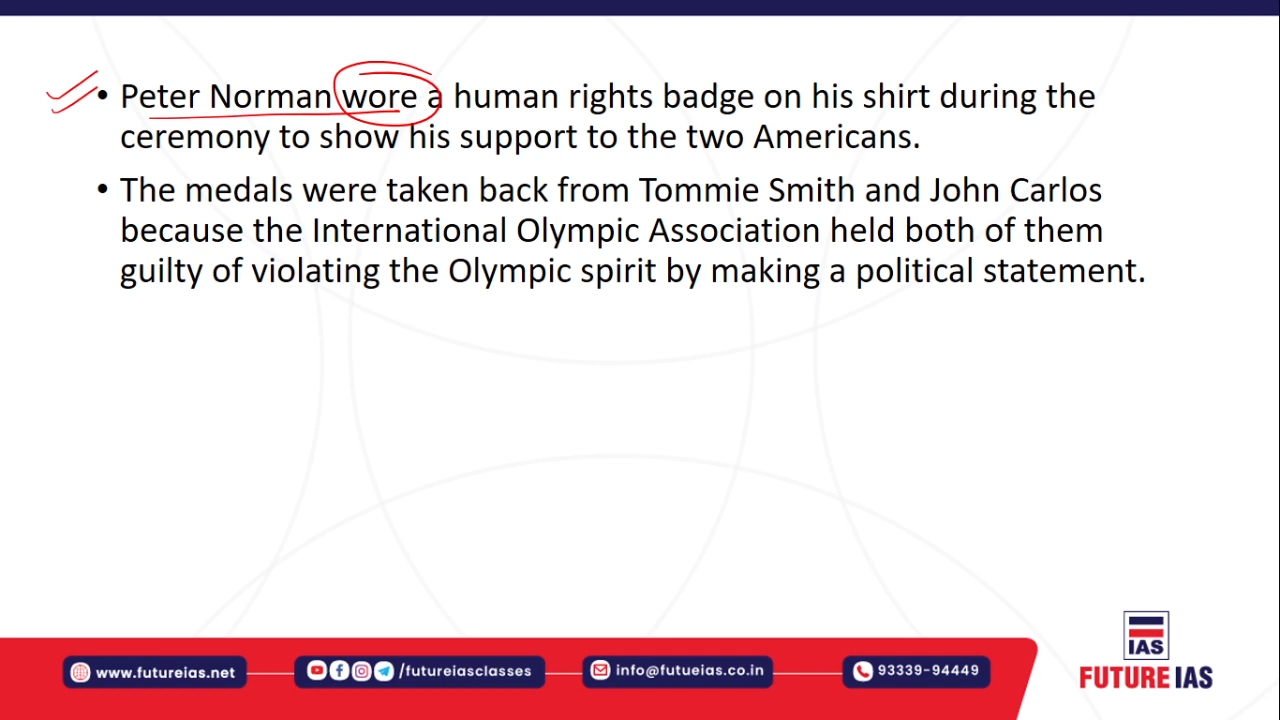 • Peter Norman wore a human rights badge on his shirt during the
ceremony to show his support to the two Americans.
• The medals were taken back from Tommie Smith and John Carlos
because the International Olympic Association held both of them
guilty of violating the Olympic spirit by making a political statement.
IAS
FUTURE IAS
www.futureias.net
/futureiasclasses
info@futueias.co.in
93339-94449